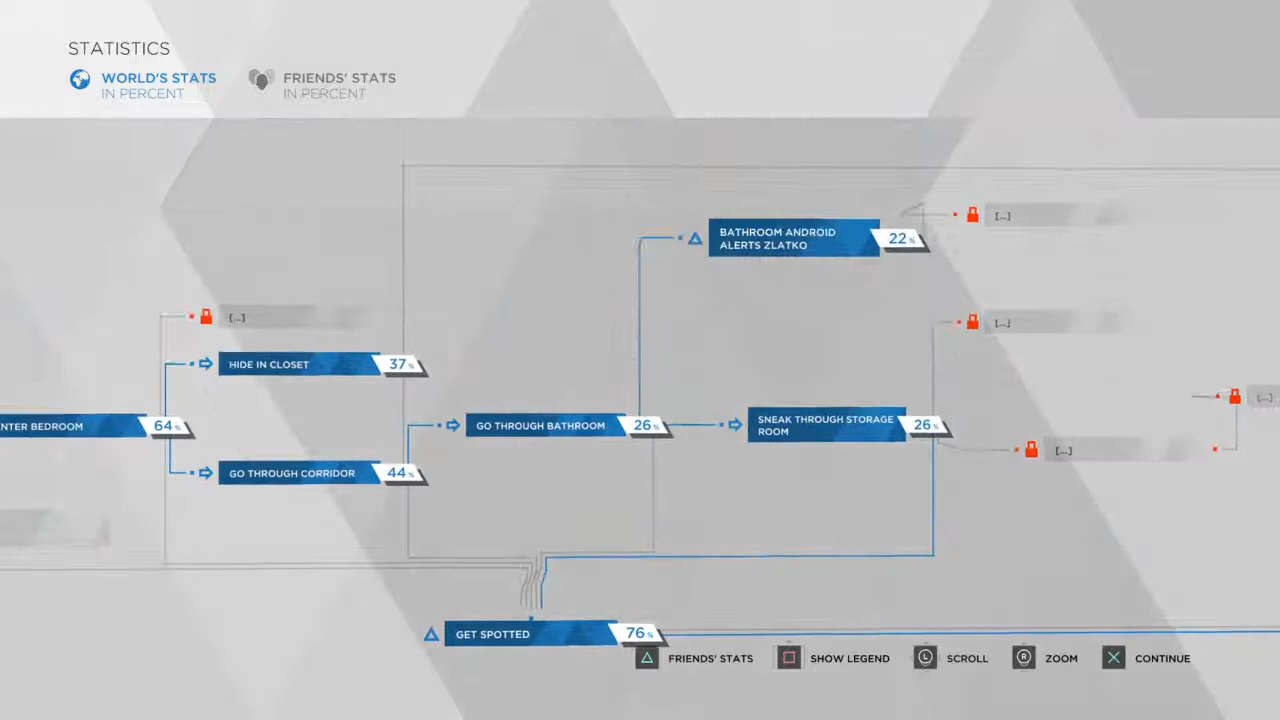 STATISTICS
WORLD'S STATS
IN PERCENT
FRIENDS' STATS
IN PERCENT
BATHROOM ANDROID
ALERTS ZLATKO
22%
[...]
[...]
HIDE IN CLOSET 37%
[...]
NTER BEDROOM 64%
GO THROUGH BATHROOM 26%
SNEAK THROUGH STORAGE
ROOM
26%
[...]
[...]
GO THROUGH CORRIDOR 44%
GET SPOTTED 76%
FRIENDS' STATS
SHOW LEGEND
L
SCROLL
R
ZOOM
CONTINUE